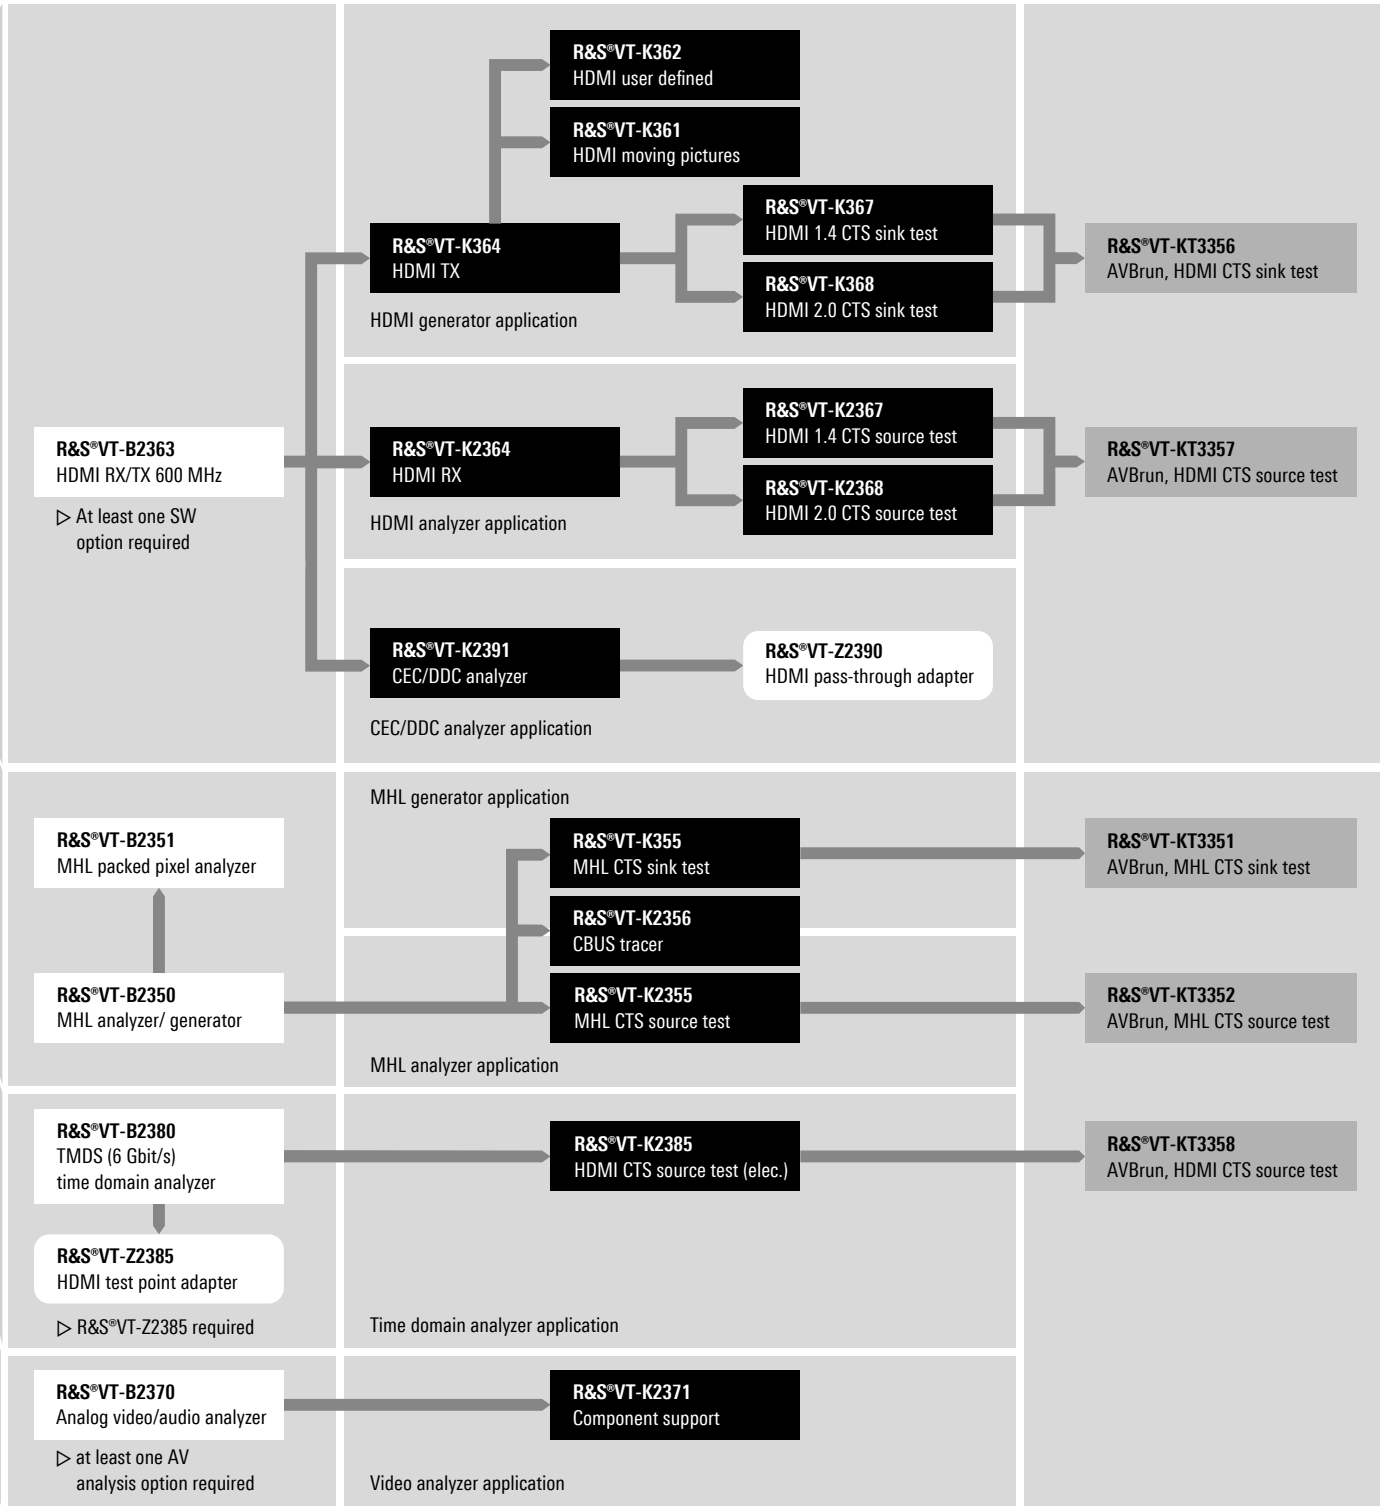 R&S®VT-K362
HDMI user defined
R&S®VT-K361
HDMI moving pictures
R&S®VT-K364
HDMI TX
HDMI generator application
R&S®VT-K367
HDMI 1.4 CTS sink test
R&S®VT-K368
HDMI 2.0 CTS sink test
R&S®VT-KT3356
AVBrun, HDMI CTS sink test
R&S®VT-B2363
HDMI RX/TX 600 MHz
▷ At least one SW
option required
R&S®VT-K2364
HDMI RX
HDMI analyzer application
R&S®VT-K2367
HDMI 1.4 CTS source test
R&S®VT-K2368
HDMI 2.0 CTS source test
R&S®VT-KT3357
AVBrun, HDMI CTS source test
R&S®VT-K2391
CEC/DDC analyzer
CEC/DDC analyzer application
R&S®VT-Z2390
HDMI pass-through adapter
MHL generator application
R&S®VT-B2351
MHL packed pixel analyzer
R&S®VT-K355
MHL CTS sink test
R&S®VT-KT3351
AVBrun, MHL CTS sink test
R&S®VT-K2356
CBUS tracer
R&S®VT-B2350
MHL analyzer/ generator
R&S®VT-K2355
MHL CTS source test
R&S®VT-KT3352
AVBrun, MHL CTS source test
MHL analyzer application
R&S®VT-B2380
TMDS (6 Gbit/s)
time domain analyzer
R&S®VT-K2385
HDMI CTS source test (elec.)
R&S®VT-KT3358
AVBrun, HDMI CTS source test
R&S®VT-Z2385
HDMI test point adapter
▷ R&S®VT-Z2385 required
Time domain analyzer application
R&S®VT-B2370
Analog video/audio analyzer
▷ at least one AV
analysis option required
R&S®VT-K2371
Component support
Video analyzer application